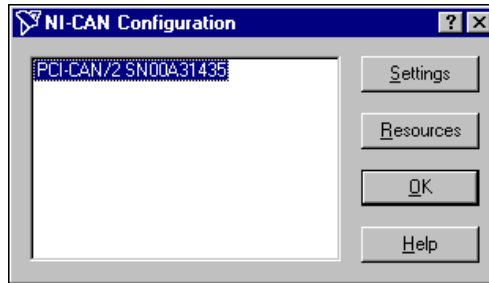 NI-CAN Configuration
PCI-CAN/2 SN00A31435
Settings
Resources
OK
Help